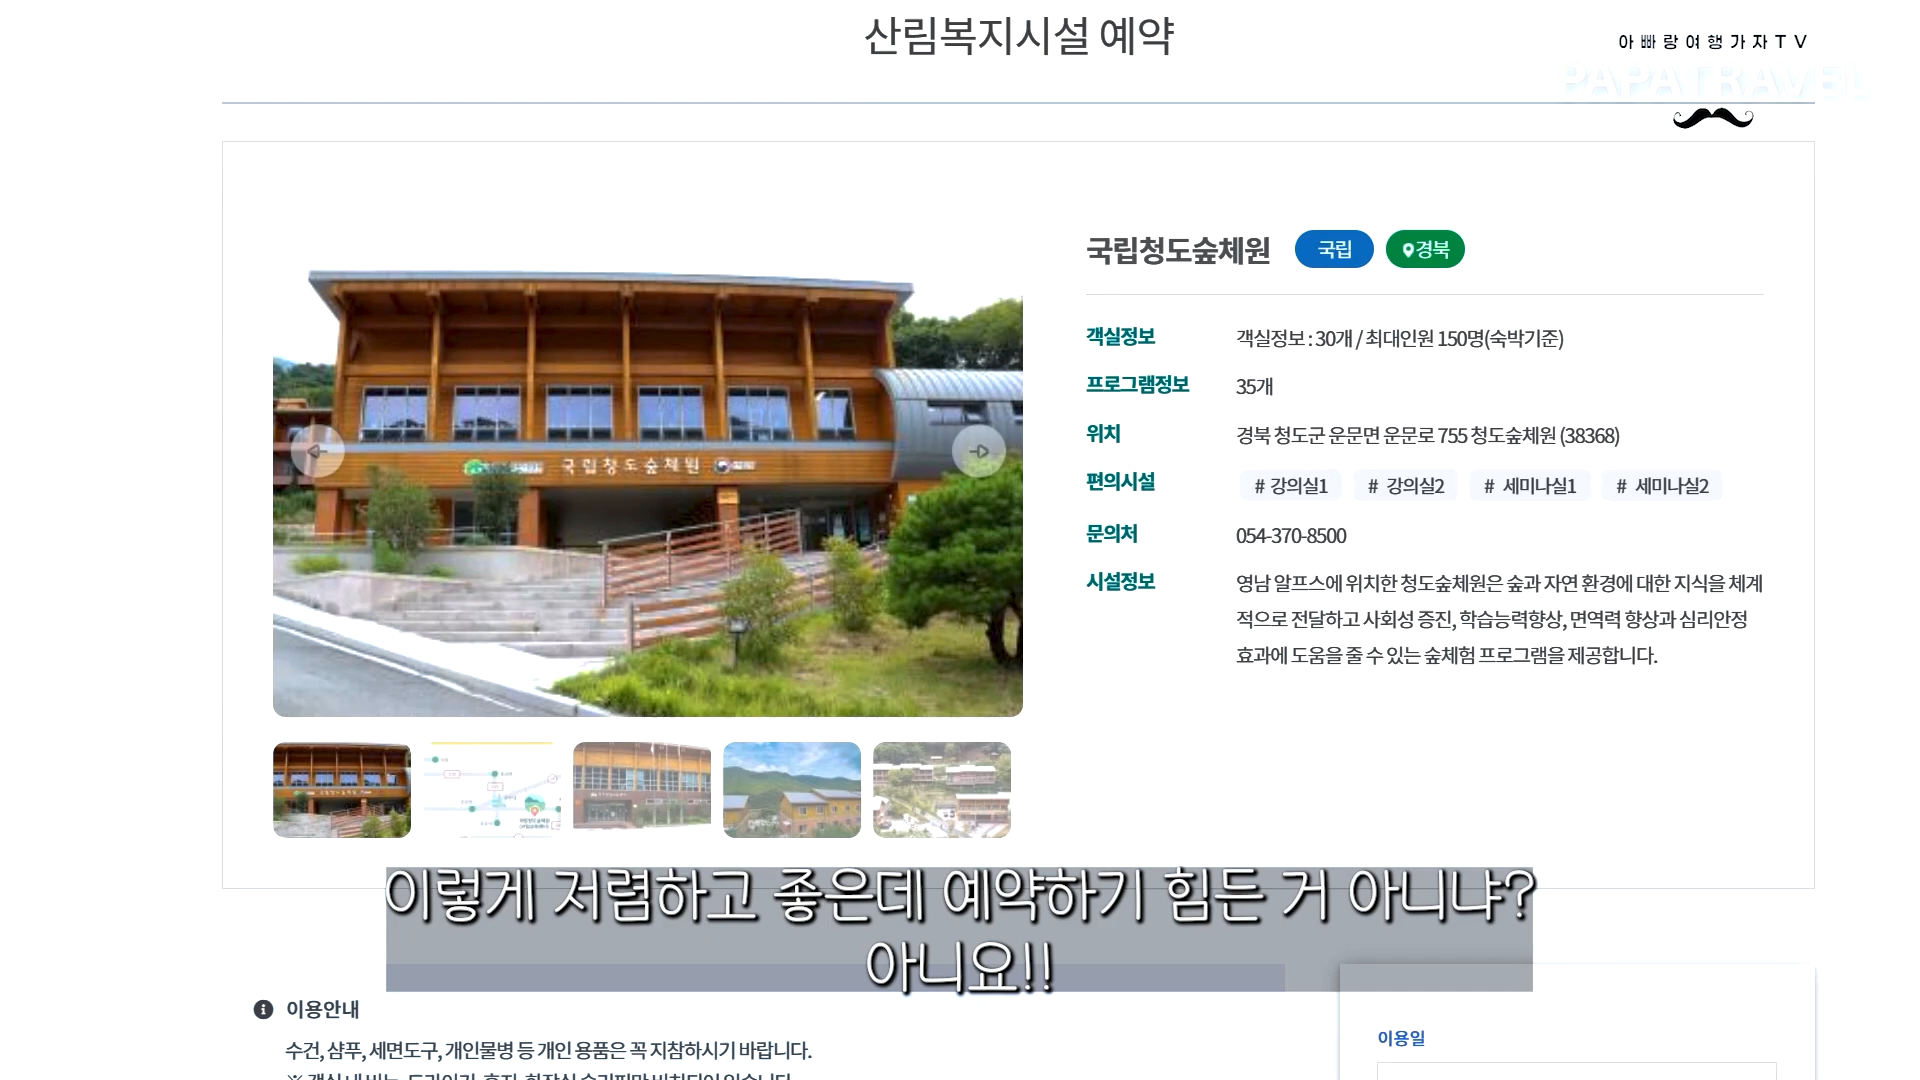 산림복지시설 예약
아빠랑여행가자TV
PAPATRAVEL
국립청도숲체원 국립 경북
객실정보 객실정보 : 30개 / 최대인원 150명(숙박기준)
프로그램정보 35개
위치 경북 청도군 운문면 운문로 755 청도숲체원 (38368)
편의시설 # 강의실1 # 강의실2 # 세미나실1 # 세미나실2
문의처 054-370-8500
시설정보 영남 알프스에 위치한 청도숲체원은 숲과 자연 환경에 대한 지식을 체계
적으로 전달하고 사회성 증진, 학습능력향상, 면역력 향상과 심리안정
효과에 도움을 줄 수 있는 숲체험 프로그램을 제공합니다.
국립청도숲체원
이렇게 저렴하고 좋은데 예약하기 힘든 거 아니냐?
아니요!!
이용안내
수건, 샴푸, 세면도구, 개인물병 등 개인 용품은 꼭 지참하시기 바랍니다.
이용일